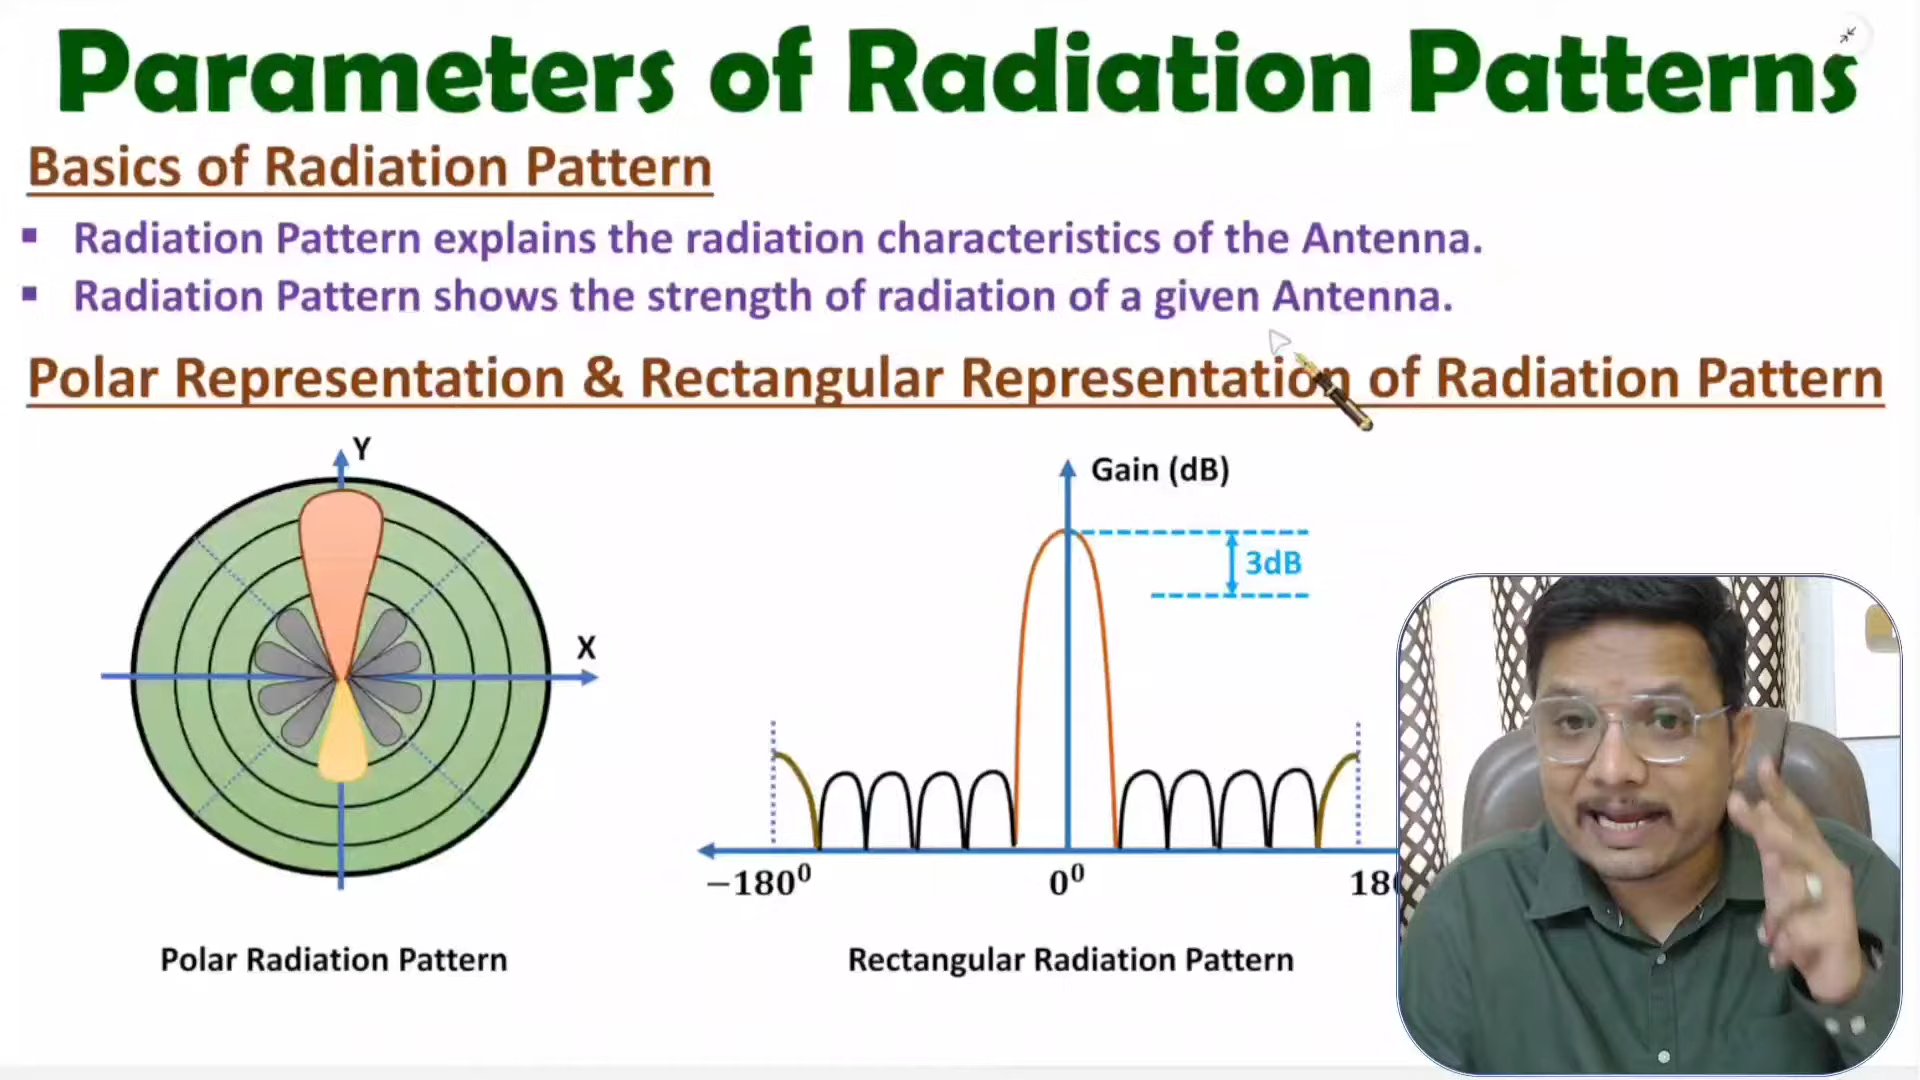 Parameters of Radiation Patterns
Basics of Radiation Pattern
▪ Radiation Pattern explains the radiation characteristics of the Antenna.
▪ Radiation Pattern shows the strength of radiation of a given Antenna.
Polar Representation & Rectangular Representation of Radiation Pattern
Y
X
Polar Radiation Pattern
Gain (dB)
3dB
−180⁰
0⁰
18
Rectangular Radiation Pattern